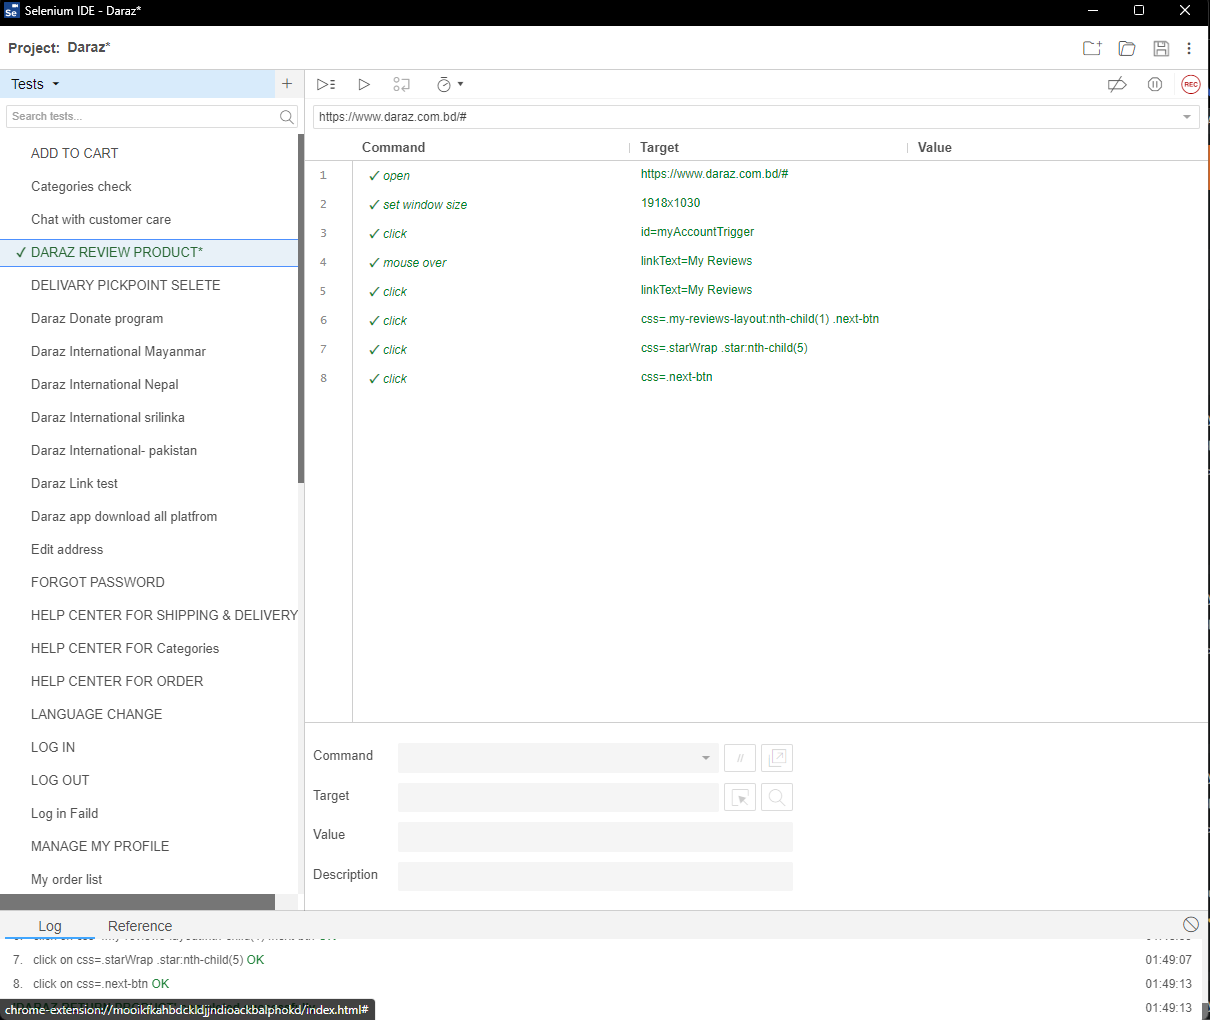 Selenium IDE - Daraz*
Project: Daraz*
Tests
Search tests...
ADD TO CART
Categories check
Chat with customer care
✓ DARAZ REVIEW PRODUCT*
DELIVARY PICKPOINT SELETE
Daraz Donate program
Daraz International Mayanmar
Daraz International Nepal
Daraz International srilinka
Daraz International- pakistan
Daraz Link test
Daraz app download all platfrom
Edit address
FORGOT PASSWORD
HELP CENTER FOR SHIPPING & DELIVERY
HELP CENTER FOR Categories
HELP CENTER FOR ORDER
LANGUAGE CHANGE
LOG IN
LOG OUT
Log in Faild
MANAGE MY PROFILE
My order list
REC
https://www.daraz.com.bd/#
Command Target Value
1 ✓ open https://www.daraz.com.bd/#
2 ✓ set window size 1918x1030
3 ✓ click id=myAccountTrigger
4 ✓ mouse over linkText=My Reviews
5 ✓ click linkText=My Reviews
6 ✓ click css=.my-reviews-layout:nth-child(1) .next-btn
7 ✓ click css=.starWrap .star:nth-child(5)
8 ✓ click css=.next-btn
Command //
Target
Value
Description
Log Reference
7. click on css=.starWrap .star:nth-child(5) OK 01:49:07
8. click on css=.next-btn OK 01:49:13
01:49:13
chrome-extension://mooikfkahbdckldjjndioackbalphokd/index.html#